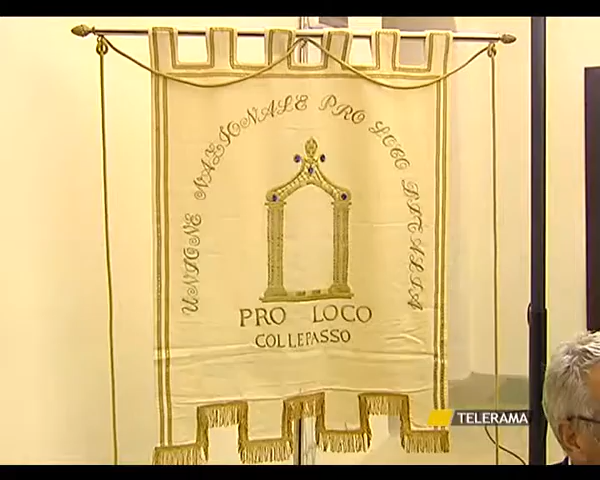 UNIONE NAZIONALE PRO LOCO D'ITALIA
PRO LOCO
COLLEPASSO
TELERAMA